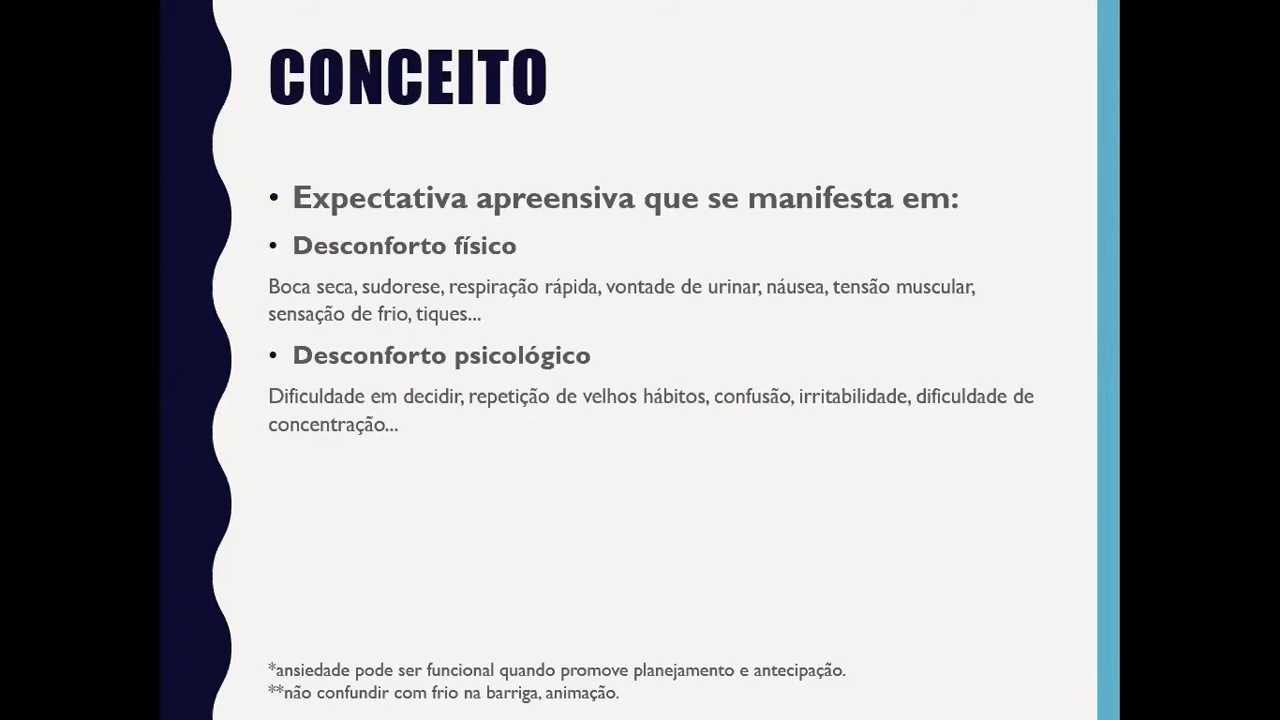 CONCEITO
• Expectativa apreensiva que se manifesta em:
• Desconforto físico
Boca seca, sudorese, respiração rápida, vontade de urinar, náusea, tensão muscular,
sensação de frio, tiques...
• Desconforto psicológico
Dificuldade em decidir, repetição de velhos hábitos, confusão, irritabilidade, dificuldade de
concentração...
*ansiedade pode ser funcional quando promove planejamento e antecipação.
**não confundir com frio na barriga, animação.